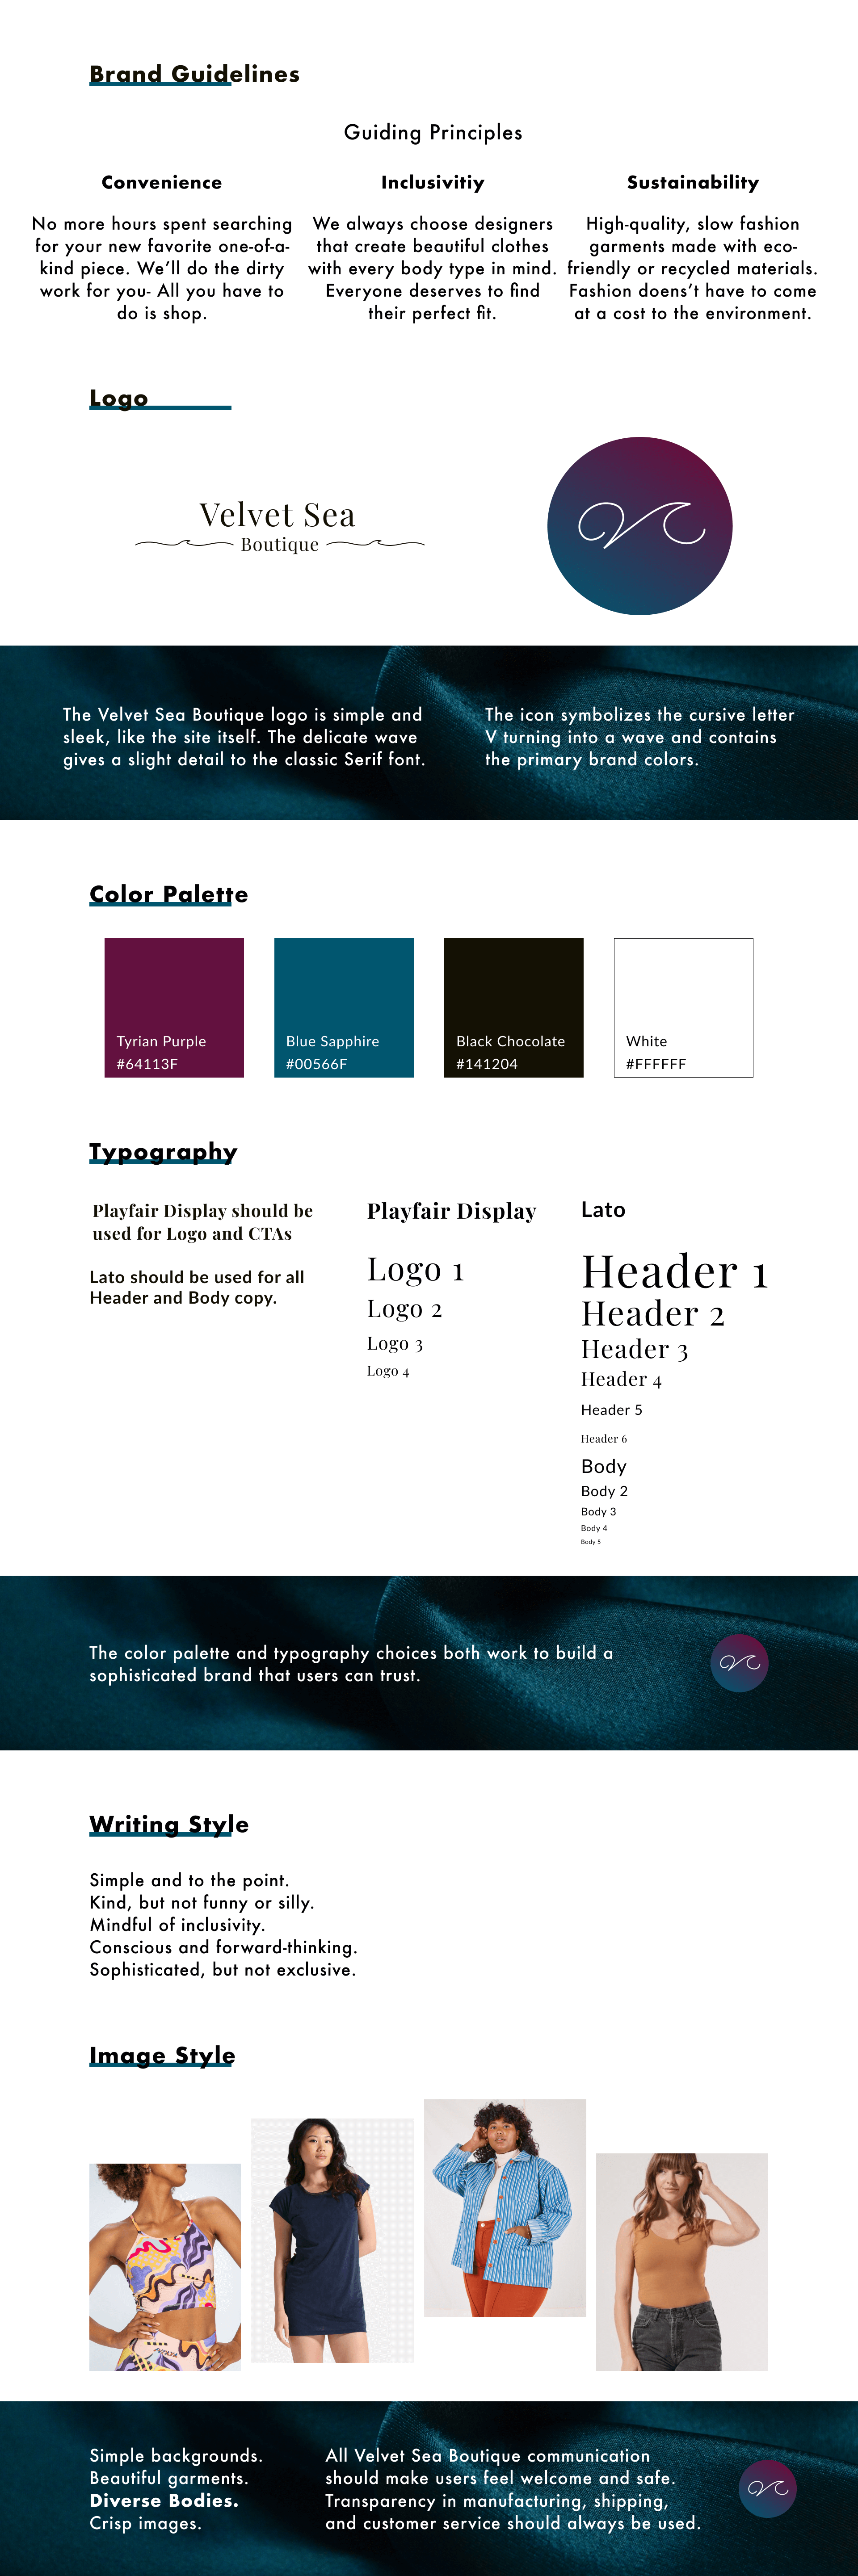 Brand Guidelines
Guiding Principles
Convenience
No more hours spent searching
for your new favorite one-of-a-
kind piece. We'll do the dirty
work for you- All you have to
do is shop.
Inclusivitiy
We always choose designers
that create beautiful clothes
with every body type in mind.
Everyone deserves to find
their perfect fit.
Sustainability
High-quality, slow fashion
garments made with eco-
friendly or recycled materials.
Fashion doens't have to come
at a cost to the environment.
Logo
Velvet Sea
Boutique
The Velvet Sea Boutique logo is simple and
sleek, like the site itself. The delicate wave
gives a slight detail to the classic Serif font.
The icon symbolizes the cursive letter
V turning into a wave and contains
the primary brand colors.
Color Palette
Tyrian Purple
#64113F
Blue Sapphire
#00566F
Black Chocolate
#141204
White
#FFFFFF
Typography
Playfair Display should be
used for Logo and CTAs
Lato should be used for all
Header and Body copy.
Playfair Display
Logo 1
Logo 2
Logo 3
Logo 4
Lato
Header 1
Header 2
Header 3
Header 4
Header 5
Header 6
Body
Body 2
Body 3
Body 4
Body 5
The color palette and typography choices both work to build a
sophisticated brand that users can trust.
Writing Style
Simple and to the point.
Kind, but not funny or silly.
Mindful of inclusivity.
Conscious and forward-thinking.
Sophisticated, but not exclusive.
Image Style
Simple backgrounds.
Beautiful garments.
Diverse Bodies.
Crisp images.
All Velvet Sea Boutique communication
should make users feel welcome and safe.
Transparency in manufacturing, shipping,
and customer service should always be used.